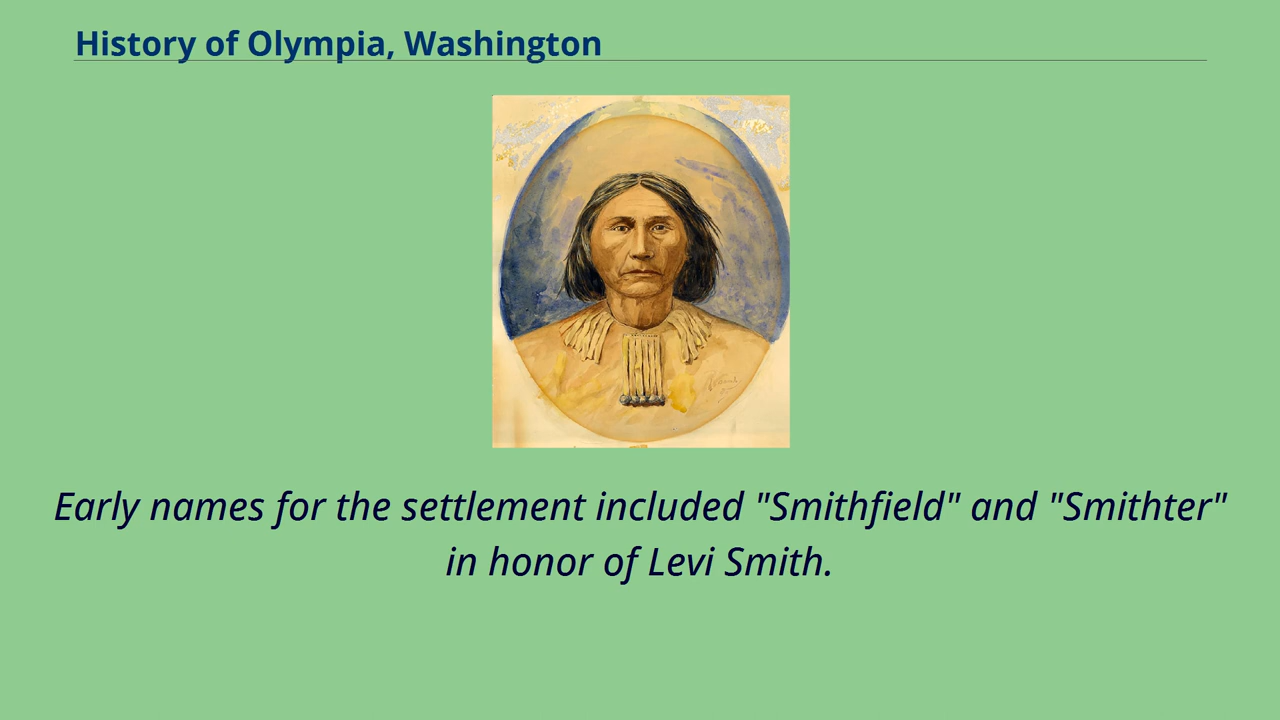 History of Olympia, Washington
Early names for the settlement included "Smithfield" and "Smithter"
in honor of Levi Smith.